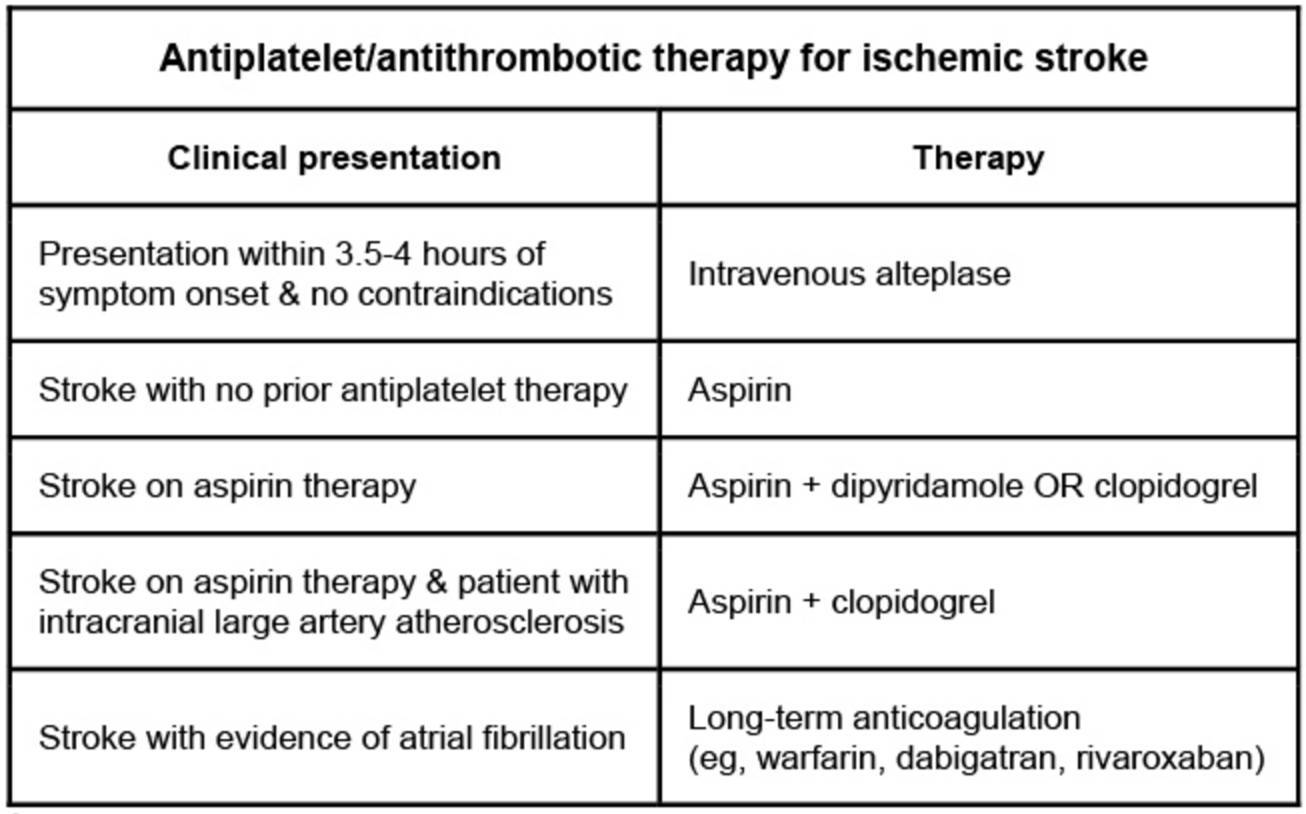 Antiplatelet/antithrombotic therapy for ischemic stroke
Clinical presentation
Therapy
Presentation within 3.5-4 hours of
symptom onset & no contraindications
Intravenous alteplase
Stroke with no prior antiplatelet therapy
Aspirin
Stroke on aspirin therapy
Aspirin + dipyridamole OR clopidogrel
Stroke on aspirin therapy & patient with
intracranial large artery atherosclerosis
Aspirin + clopidogrel
Stroke with evidence of atrial fibrillation
Long-term anticoagulation
(eg, warfarin, dabigatran, rivaroxaban)